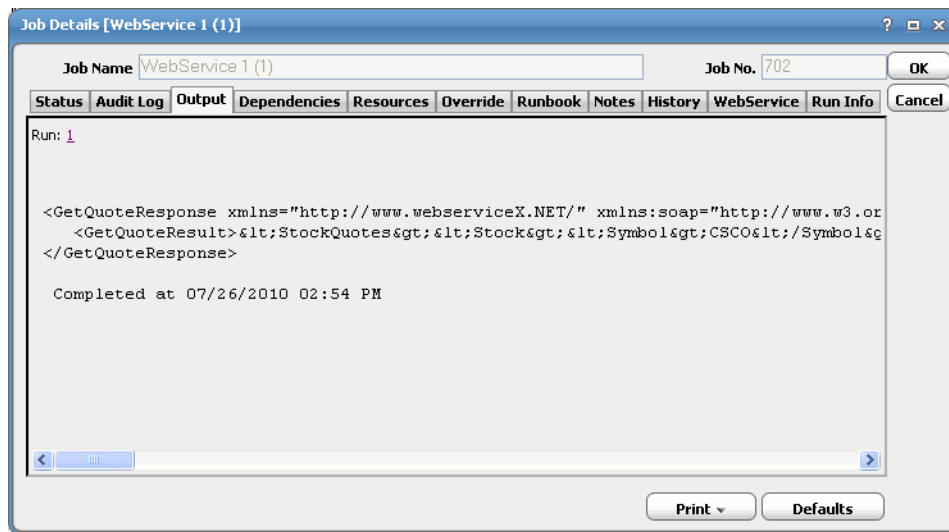 Job Details [WebService 1 (1)]
Job Name WebService 1 (1) Job No. 702 OK
Status Audit Log Output Dependencies Resources Override Runbook Notes History WebService Run Info Cancel
Run: 1
<GetQuoteResponse xmlns="http://www.webserviceX.NET/" xmlns:soap="http://www.w3.or
<GetQuoteResult>&lt;StockQuotes&gt;&lt;Stock&gt;&lt;Symbol&gt;CSCO&lt;/Symbol&g
</GetQuoteResponse>
Completed at 07/26/2010 02:54 PM
Print Defaults